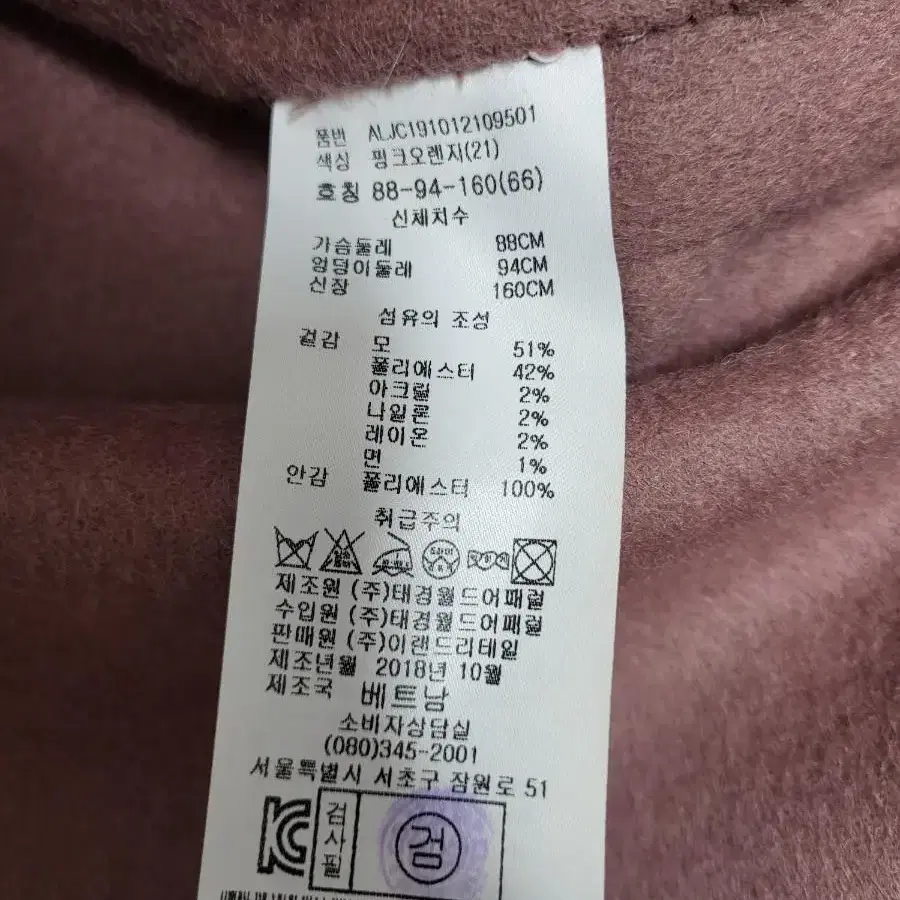 품번 ALJC191012109501
색상 핑크오렌지(21)
호칭 88-94-160(66)
신체치수
가슴둘레 88CM
엉덩이둘레 94CM
신장 160CM
섬유의 조성
겉감 모 51%
폴리에스터 42%
아크릴 2%
나일론 2%
레이온 2%
면 1%
안감 폴리에스터 100%
취급주의
제조원 (주)태경월드어패럴
수입원 (주)태경월드어패럴
판매원 (주)이랜드리테일
제조년월 2018년 10월
제조국 베트남
소비자상담실
(080)345-2001
서울특별시 서초구 잠원로 51
검사필 검